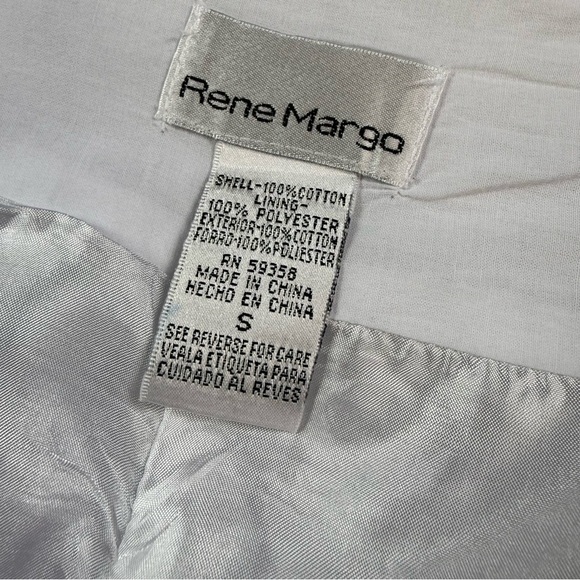 Rene Margo
SHELL-100%COTTON
LINING-
100% POLYESTER
EXTERIOR-100%COTTON
FORRO-100%POLIESTER
RN 59358
MADE IN CHINA
HECHO EN CHINA
S
SEE REVERSE FOR CARE
VEALA ETIQUETA PARA
CUIDADO AL REVES